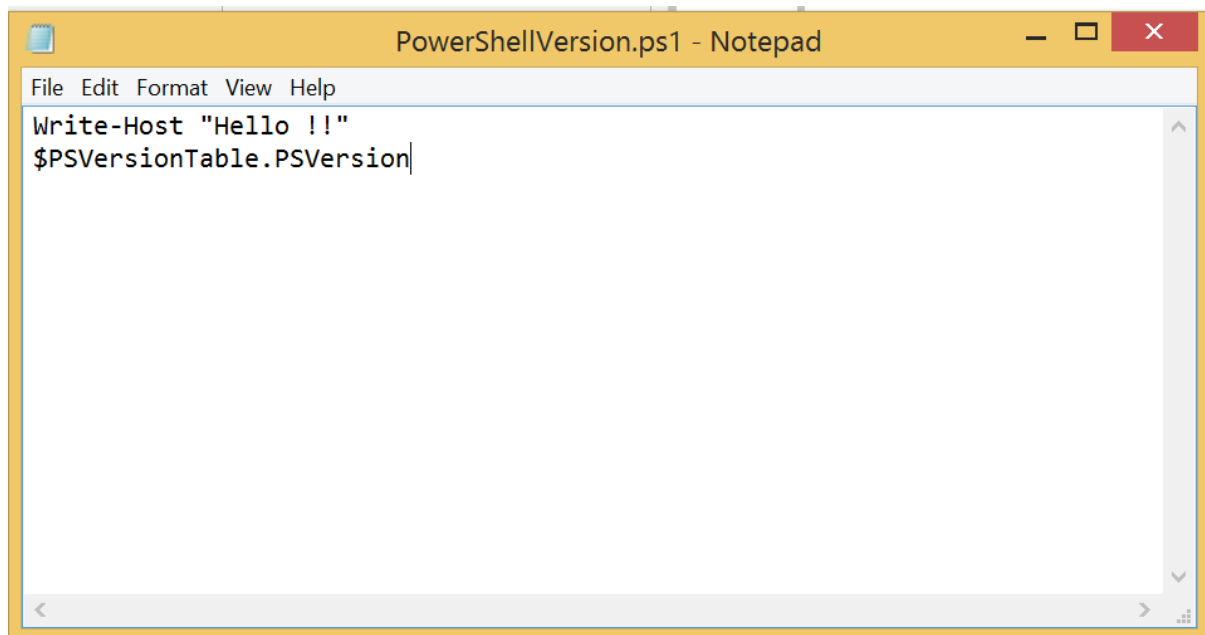 PowerShellVersion.ps1 - Notepad
File Edit Format View Help
Write-Host "Hello !!"
$PSVersionTable.PSVersion